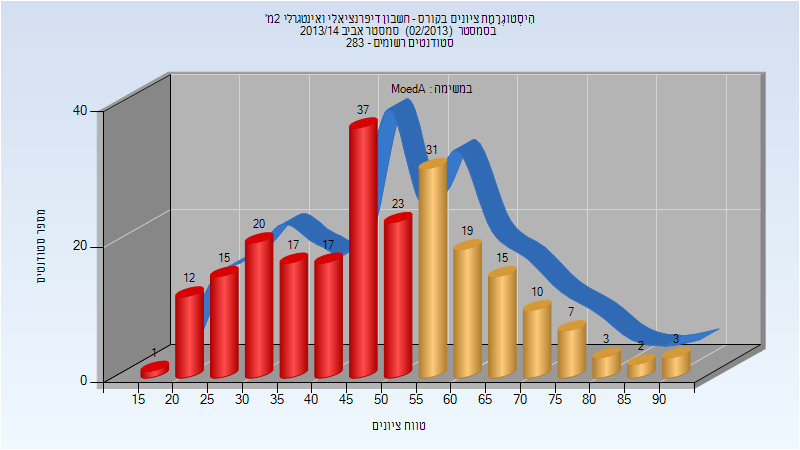 היסטוגרמת ציונים בקורס - חשבון דיפרנציאלי ואינטגרלי 2מ'
בסמסטר (02/2013) סמסטר אביב 2013/14
סטודנטים רשומים - 283
במשימה : MoedA
מספר סטודנטים
40
20
0
1
12
15
20
17
17
37
23
31
19
15
10
7
3
2
3
15 20 25 30 35 40 45 50 55 60 65 70 75 80 85 90
טווח ציונים